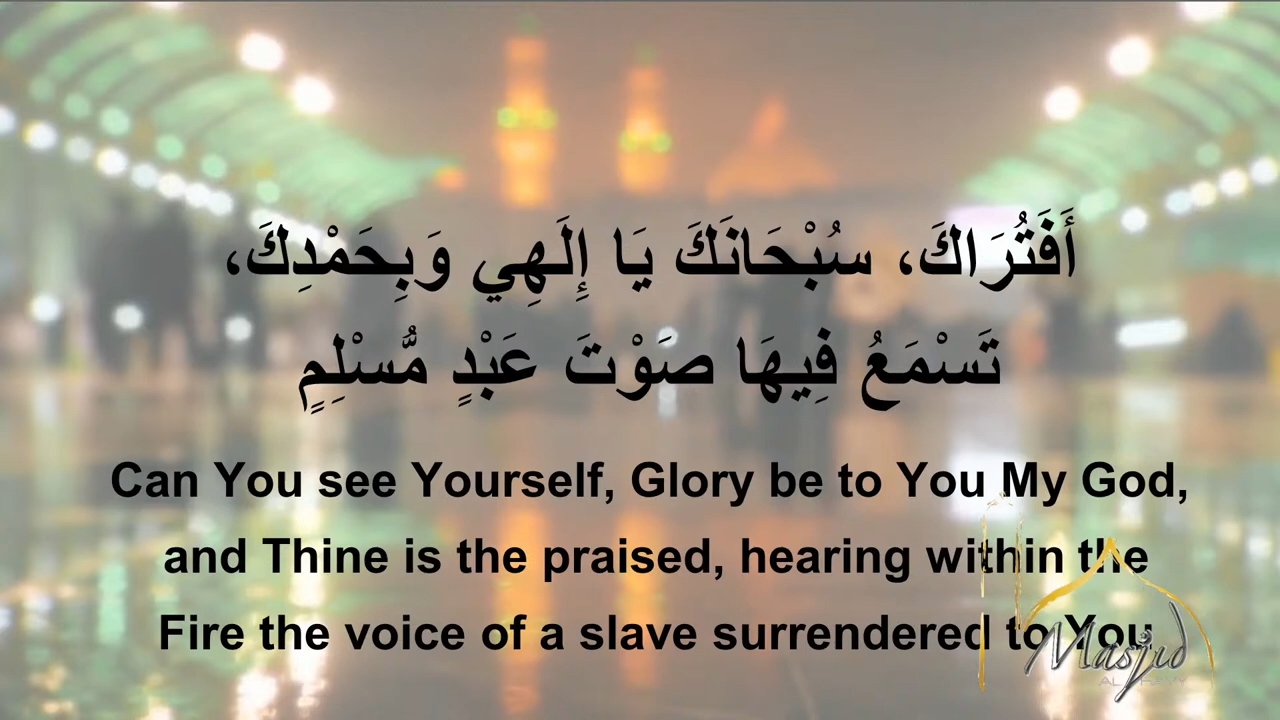 أَفَتُرَاكَ، سُبْحَانَكَ يَا إِلَهِي وَبِحَمْدِكَ،
تَسْمَعُ فِيهَا صَوْتَ عَبْدٍ مُّسْلِمٍ
Can You see Yourself, Glory be to You My God,
and Thine is the praised, hearing within the
Fire the voice of a slave surrendered to You
Masjid